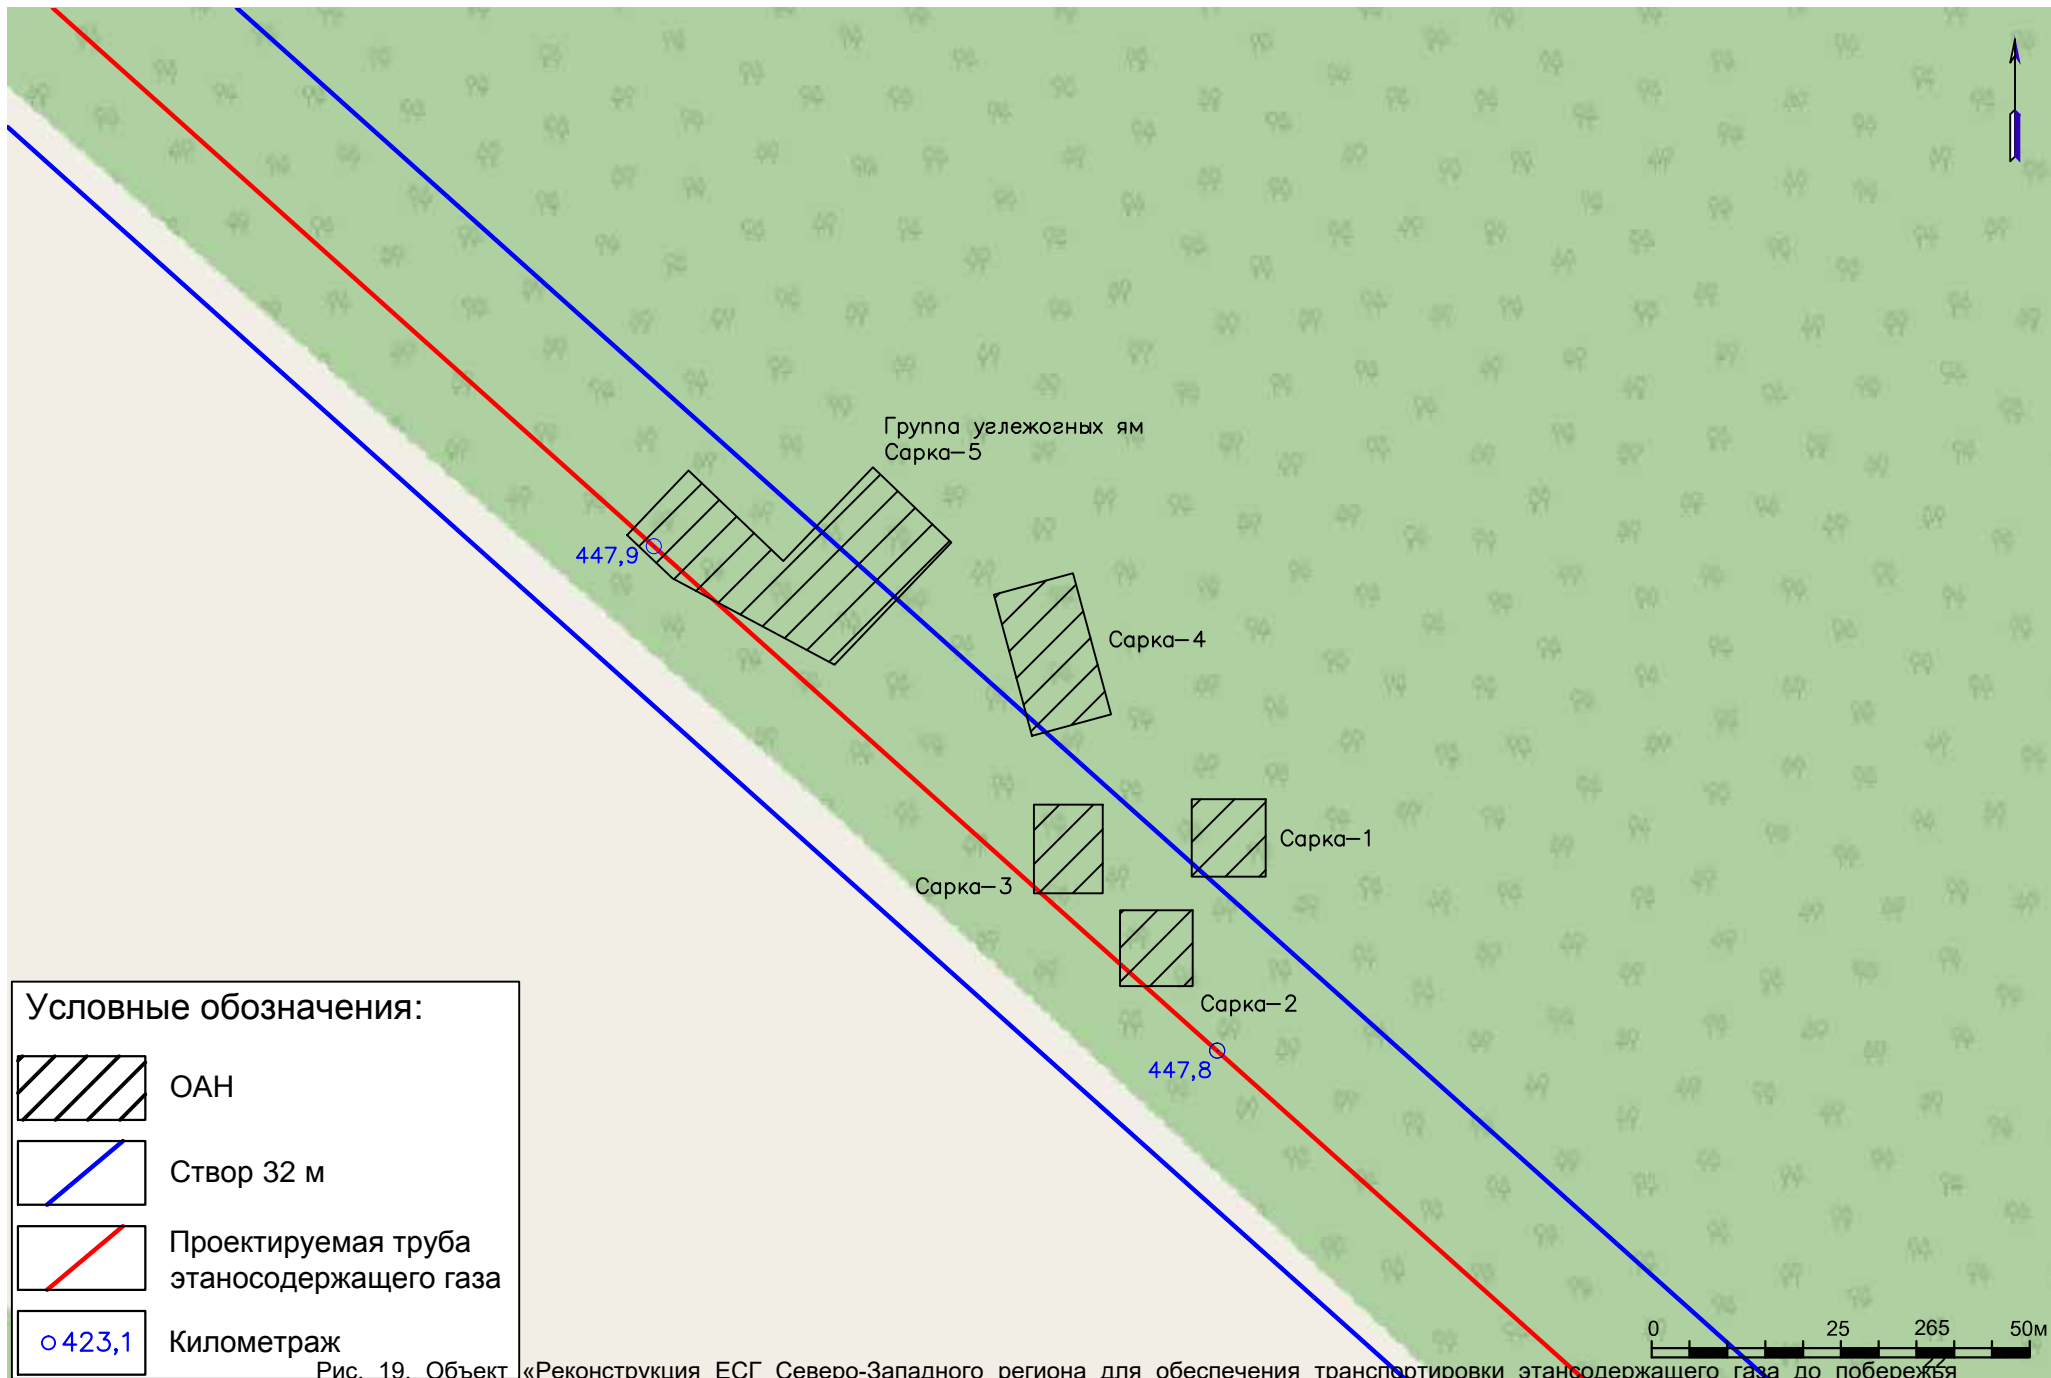 Группа углежогных ям
Сарка-5
447,9
Сарка-4
Сарка-1
Сарка-3
Сарка-2
447,8
Условные обозначения:
ОАН
Створ 32 м
Проектируемая труба
этаносодержащего газа
423,1
Километраж
0 25 265 50м
22
Рис. 19. Объект «Реконструкция ЕСГ Северо-Западного региона для обеспечения транспортировки этансодержащего газа до побережья